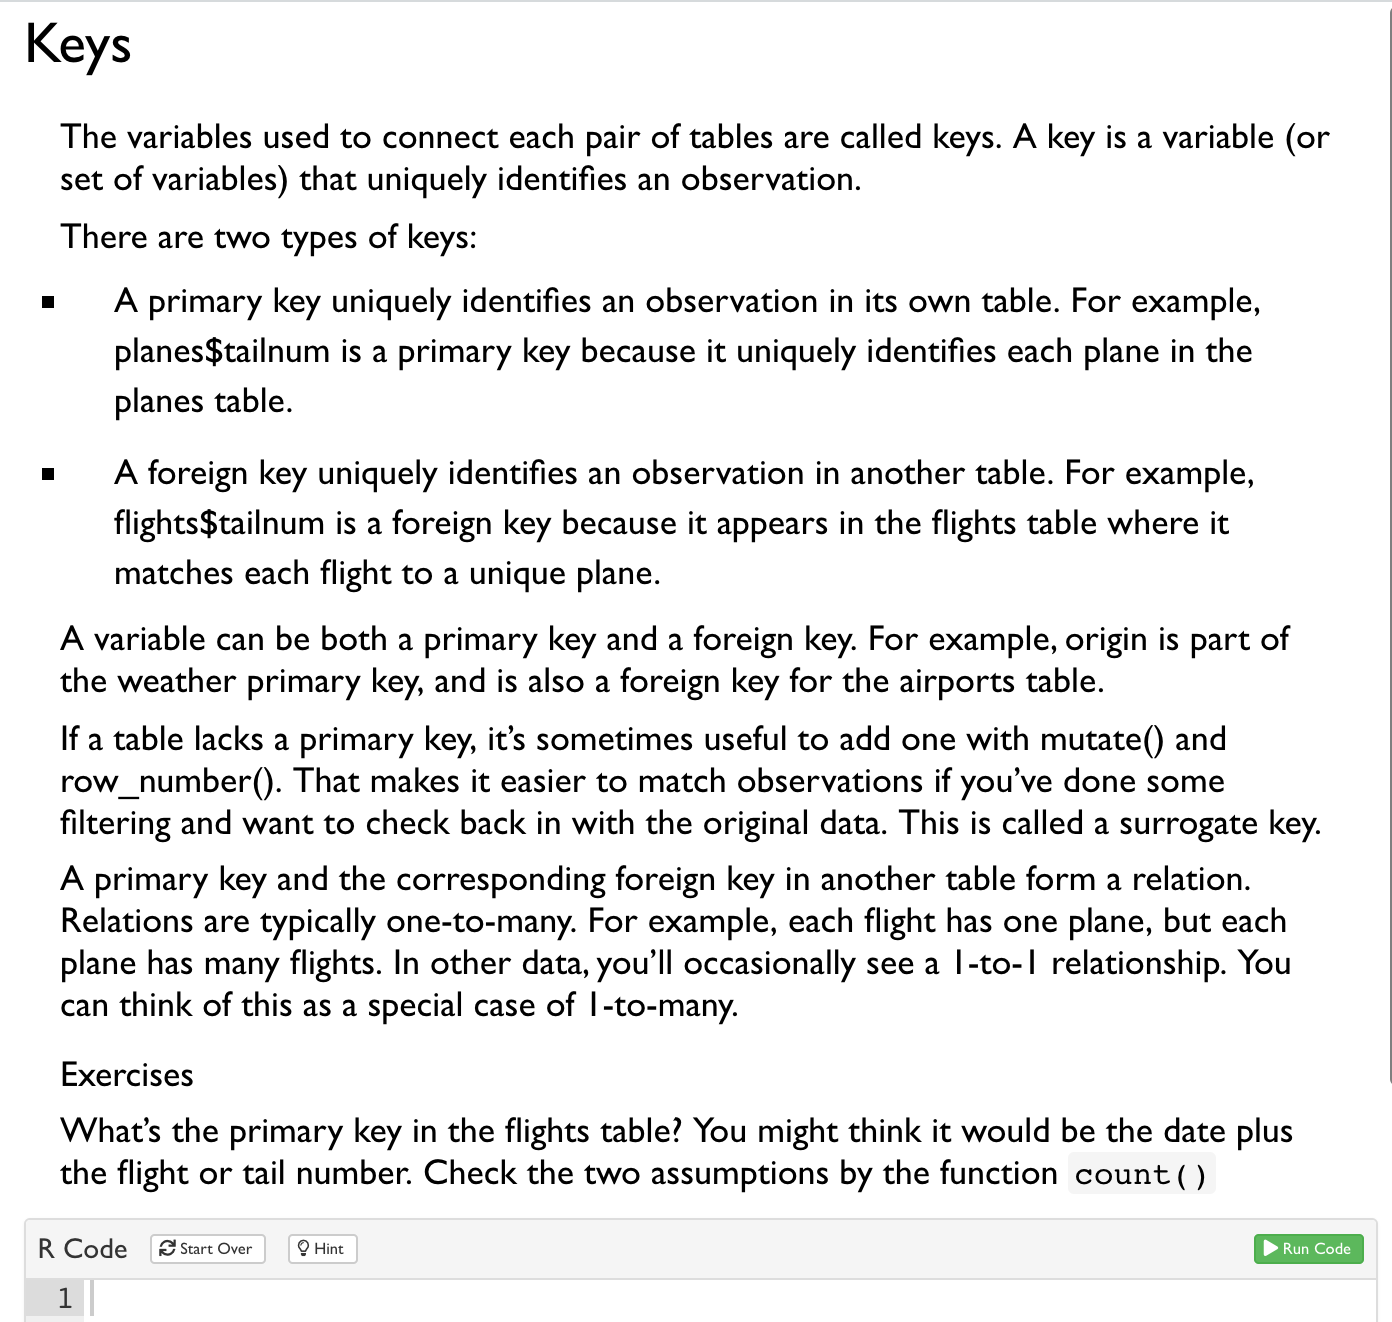 Keys
The variables used to connect each pair of tables are called keys. A key is a variable (or
set of variables) that uniquely identifies an observation.
There are two types of keys:
▪ A primary key uniquely identifies an observation in its own table. For example,
planes$tailnum is a primary key because it uniquely identifies each plane in the
planes table.
▪ A foreign key uniquely identifies an observation in another table. For example,
flights$tailnum is a foreign key because it appears in the flights table where it
matches each flight to a unique plane.
A variable can be both a primary key and a foreign key. For example, origin is part of
the weather primary key, and is also a foreign key for the airports table.
If a table lacks a primary key, it’s sometimes useful to add one with mutate() and
row_number(). That makes it easier to match observations if you’ve done some
filtering and want to check back in with the original data. This is called a surrogate key.
A primary key and the corresponding foreign key in another table form a relation.
Relations are typically one-to-many. For example, each flight has one plane, but each
plane has many flights. In other data, you’ll occasionally see a 1-to-1 relationship. You
can think of this as a special case of 1-to-many.
Exercises
What’s the primary key in the flights table? You might think it would be the date plus
the flight or tail number. Check the two assumptions by the function count()
R Code Start Over Hint Run Code
1